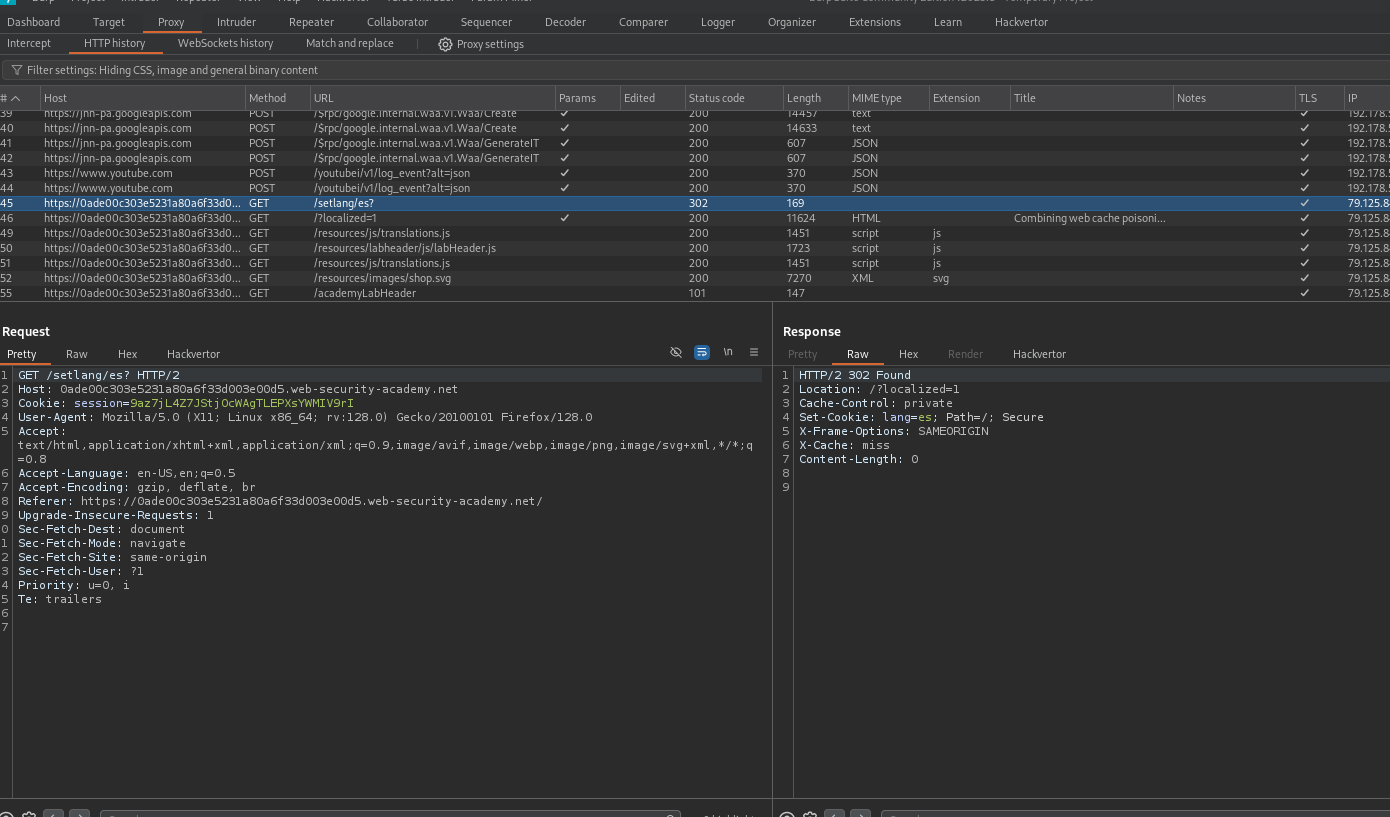 Dashboard Target Proxy Intruder Repeater Collaborator Sequencer Decoder Comparer Logger Organizer Extensions Learn Hackvertor
Intercept HTTP history WebSockets history Match and replace Proxy settings
Filter settings: Hiding CSS, image and general binary content
# Host Method URL Params Edited Status code Length MIME type Extension Title Notes TLS IP
39 https://jnn-pa.googleapis.com POST /$rpc/google.internal.waa.v1.Waa/Create ✓ 200 14457 text ✓ 192.178.5
40 https://jnn-pa.googleapis.com POST /$rpc/google.internal.waa.v1.Waa/Create ✓ 200 14633 text ✓ 192.178.5
41 https://jnn-pa.googleapis.com POST /$rpc/google.internal.waa.v1.Waa/GenerateIT ✓ 200 607 JSON ✓ 192.178.5
42 https://jnn-pa.googleapis.com POST /$rpc/google.internal.waa.v1.Waa/GenerateIT ✓ 200 607 JSON ✓ 192.178.5
43 https://www.youtube.com POST /youtubei/v1/log_event?alt=json ✓ 200 370 JSON ✓ 192.178.5
44 https://www.youtube.com POST /youtubei/v1/log_event?alt=json ✓ 200 370 JSON ✓ 192.178.5
45 https://0ade00c303e5231a80a6f33d0... GET /setlang/es? 302 169 ✓ 79.125.8
46 https://0ade00c303e5231a80a6f33d0... GET /?localized=1 ✓ 200 11624 HTML Combining web cache poisoni... ✓ 79.125.8
49 https://0ade00c303e5231a80a6f33d0... GET /resources/js/translations.js 200 1451 script js ✓ 79.125.8
50 https://0ade00c303e5231a80a6f33d0... GET /resources/labheader/js/labHeader.js 200 1723 script js ✓ 79.125.8
51 https://0ade00c303e5231a80a6f33d0... GET /resources/js/translations.js 200 1451 script js ✓ 79.125.8
52 https://0ade00c303e5231a80a6f33d0... GET /resources/images/shop.svg 200 7270 XML svg ✓ 79.125.8
55 https://0ade00c303e5231a80a6f33d0... GET /academyLabHeader 101 147 ✓ 79.125.8
Request
Pretty Raw Hex Hackvertor \n
1 GET /setlang/es? HTTP/2
2 Host: 0ade00c303e5231a80a6f33d003e00d5.web-security-academy.net
3 Cookie: session=9az7jL4Z7JStjOcWAgTLEPXsYWMIV9rI
4 User-Agent: Mozilla/5.0 (X11; Linux x86_64; rv:128.0) Gecko/20100101 Firefox/128.0
5 Accept:
text/html,application/xhtml+xml,application/xml;q=0.9,image/avif,image/webp,image/png,image/svg+xml,*/*;q
=0.8
6 Accept-Language: en-US,en;q=0.5
7 Accept-Encoding: gzip, deflate, br
8 Referer: https://0ade00c303e5231a80a6f33d003e00d5.web-security-academy.net/
9 Upgrade-Insecure-Requests: 1
0 Sec-Fetch-Dest: document
1 Sec-Fetch-Mode: navigate
2 Sec-Fetch-Site: same-origin
3 Sec-Fetch-User: ?1
4 Priority: u=0, i
5 Te: trailers
6
7
Response
Pretty Raw Hex Render Hackvertor
1 HTTP/2 302 Found
2 Location: /?localized=1
3 Cache-Control: private
4 Set-Cookie: lang=es; Path=/; Secure
5 X-Frame-Options: SAMEORIGIN
6 X-Cache: miss
7 Content-Length: 0
8
9